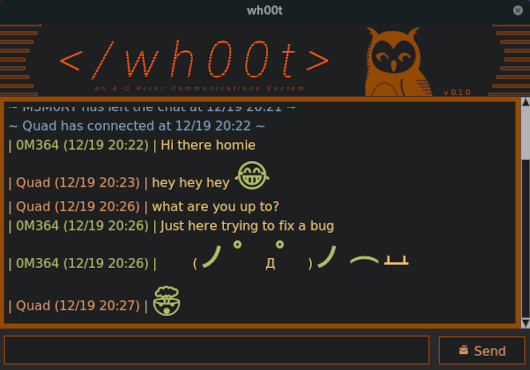 wh00t
</wh00t>
an A-O River Communications System
v 0.1.0
~ M3M0RY has left the chat at 12/19 20:21 ~
~ Quad has connected at 12/19 20:22 ~
| 0M364 (12/19 20:22) | Hi there homie
| Quad (12/19 20:23) | hey hey hey 😂
| Quad (12/19 20:26) | what are you up to?
| 0M364 (12/19 20:26) | Just here trying to fix a bug
| 0M364 (12/19 20:26) | (ノ ゚ Д ゚ )ノ ⌒ ┻━┻
| Quad (12/19 20:27) | 🤯
Send